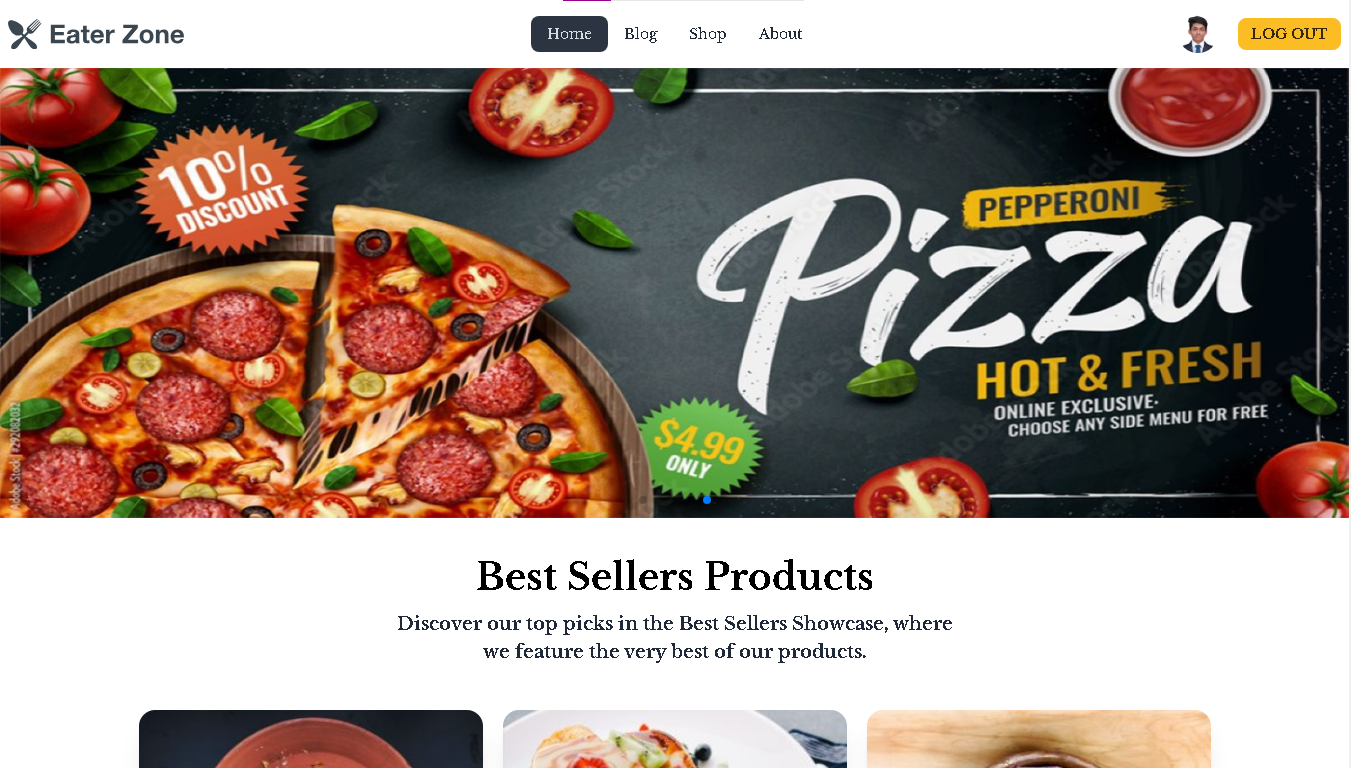 Eater Zone
Home
Blog
Shop
About
LOG OUT
10%
DISCOUNT
PEPPERONI
Pizza
HOT & FRESH
ONLINE EXCLUSIVE.
CHOOSE ANY SIDE MENU FOR FREE
$4.99
ONLY
Best Sellers Products
Discover our top picks in the Best Sellers Showcase, where
we feature the very best of our products.